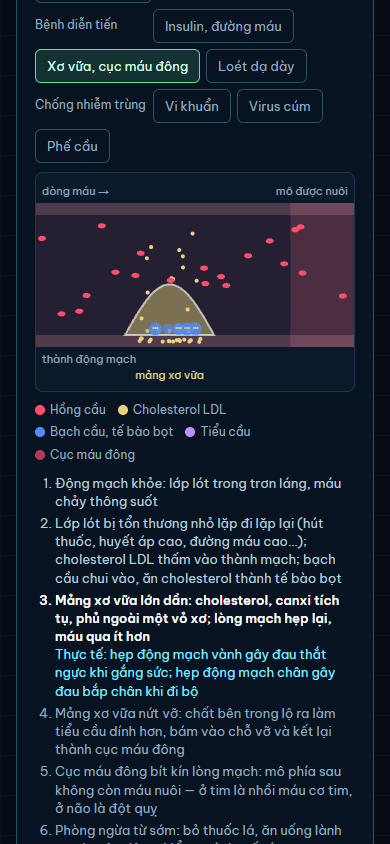 Bệnh diễn tiến
Insulin, đường máu
Xơ vữa, cục máu đông
Loét dạ dày
Chống nhiễm trùng
Vi khuẩn
Virus cúm
Phế cầu
dòng máu →
mô được nuôi
thành động mạch
mảng xơ vữa
Hồng cầu
Cholesterol LDL
Bạch cầu, tế bào bọt
Tiểu cầu
Cục máu đông
1. Động mạch khỏe: lớp lót trong trơn láng, máu
chảy thông suốt
2. Lớp lót bị tổn thương nhỏ lặp đi lặp lại (hút
thuốc, huyết áp cao, đường máu cao…);
cholesterol LDL thấm vào thành mạch; bạch
cầu chui vào, ăn cholesterol thành tế bào bọt
3. Mảng xơ vữa lớn dần: cholesterol, canxi tích
tụ, phủ ngoài một vỏ xơ; lòng mạch hẹp lại,
máu qua ít hơn
Thực tế: hẹp động mạch vành gây đau thắt
ngực khi gắng sức; hẹp động mạch chân gây
đau bắp chân khi đi bộ
4. Mảng xơ vữa nứt vỡ: chất bên trong lộ ra làm
tiểu cầu dính hơn, bám vào chỗ vỡ và kết lại
thành cục máu đông
5. Cục máu đông bít kín lòng mạch: mô phía sau
không còn máu nuôi — ở tim là nhồi máu cơ tim,
ở não là đột quỵ
6. Phòng ngừa từ sớm: bỏ thuốc lá, ăn uống lành